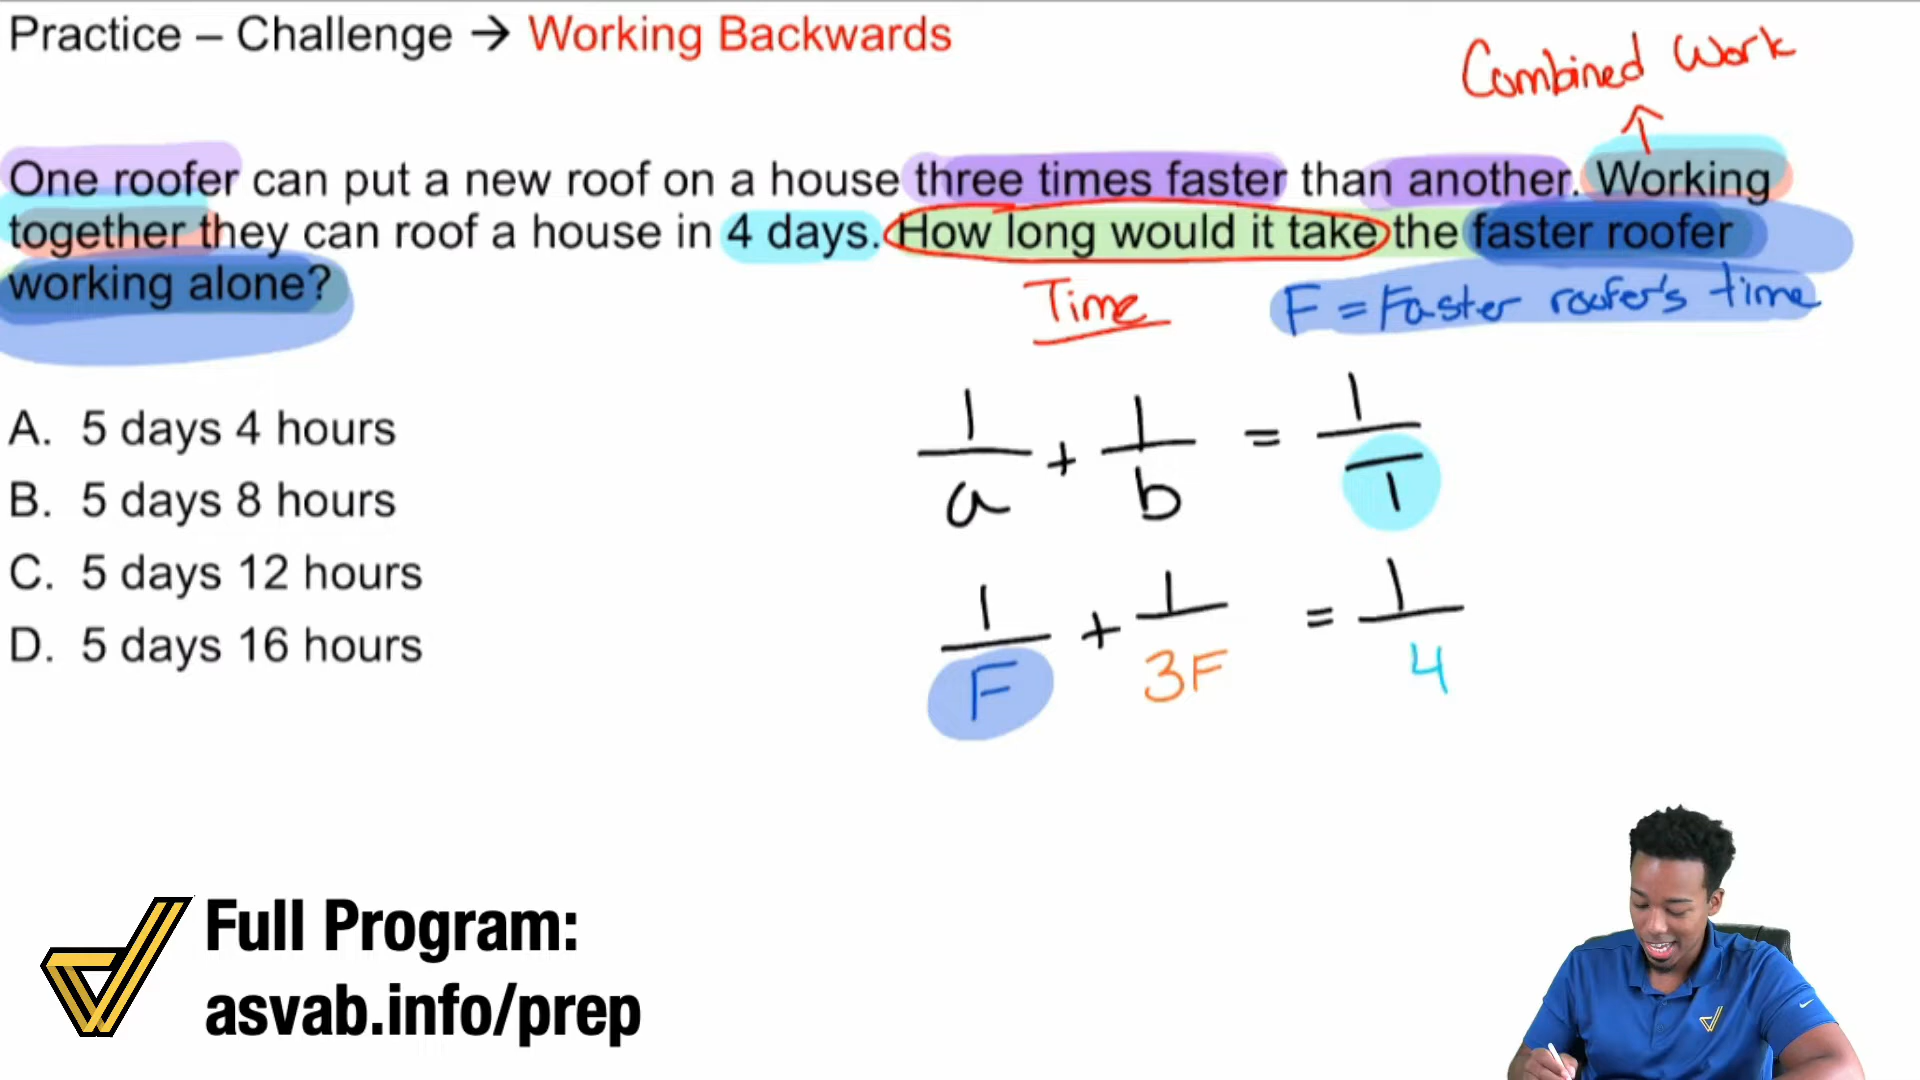 Practice – Challenge → Working Backwards
Combined Work
One roofer can put a new roof on a house three times faster than another. Working
together they can roof a house in 4 days. How long would it take the faster roofer
working alone?
Time
F = Faster roofer's time
A. 5 days 4 hours
B. 5 days 8 hours
C. 5 days 12 hours
D. 5 days 16 hours
1/a + 1/b = 1/T
1/F + 1/3F = 1/4
Full Program:
asvab.info/prep